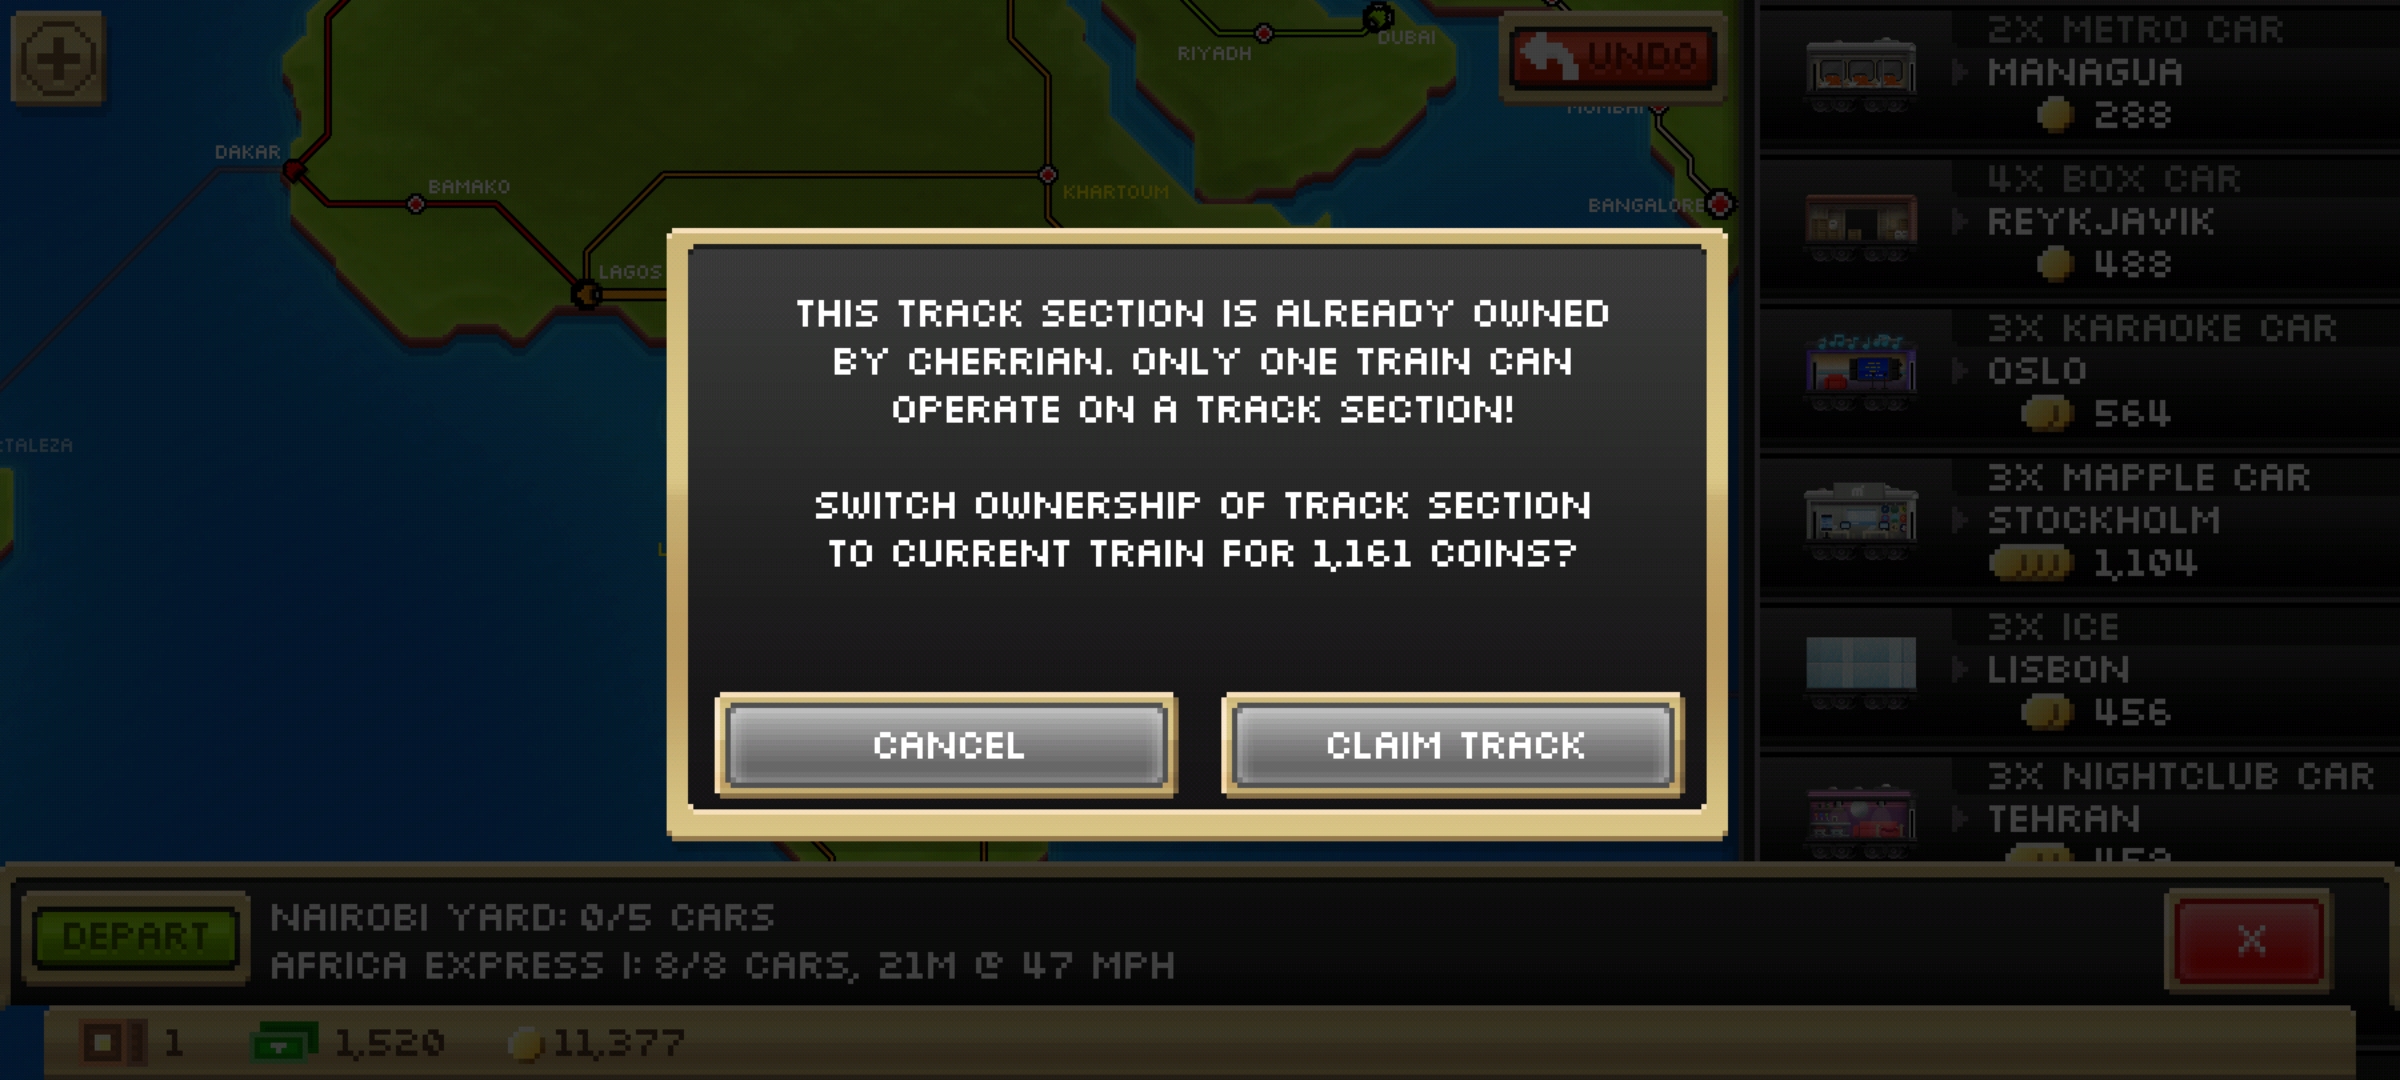 RIYADH
DUBAI
UNDO
MUMBAI
DAKAR
BAMAKO
KHARTOUM
BANGALORE
LAGOS
TALEZA
THIS TRACK SECTION IS ALREADY OWNED
BY CHERRIAN. ONLY ONE TRAIN CAN
OPERATE ON A TRACK SECTION!
SWITCH OWNERSHIP OF TRACK SECTION
TO CURRENT TRAIN FOR 1,161 COINS?
CANCEL
CLAIM TRACK
2X METRO CAR
MANAGUA
288
4X BOX CAR
REYKJAVIK
488
3X KARAOKE CAR
OSLO
564
3X MAPPLE CAR
STOCKHOLM
1,104
3X ICE
LISBON
456
3X NIGHTCLUB CAR
TEHRAN
DEPART
NAIROBI YARD: 0/5 CARS
AFRICA EXPRESS I: 8/8 CARS, 21M @ 47 MPH
X
1
1,520
11,377